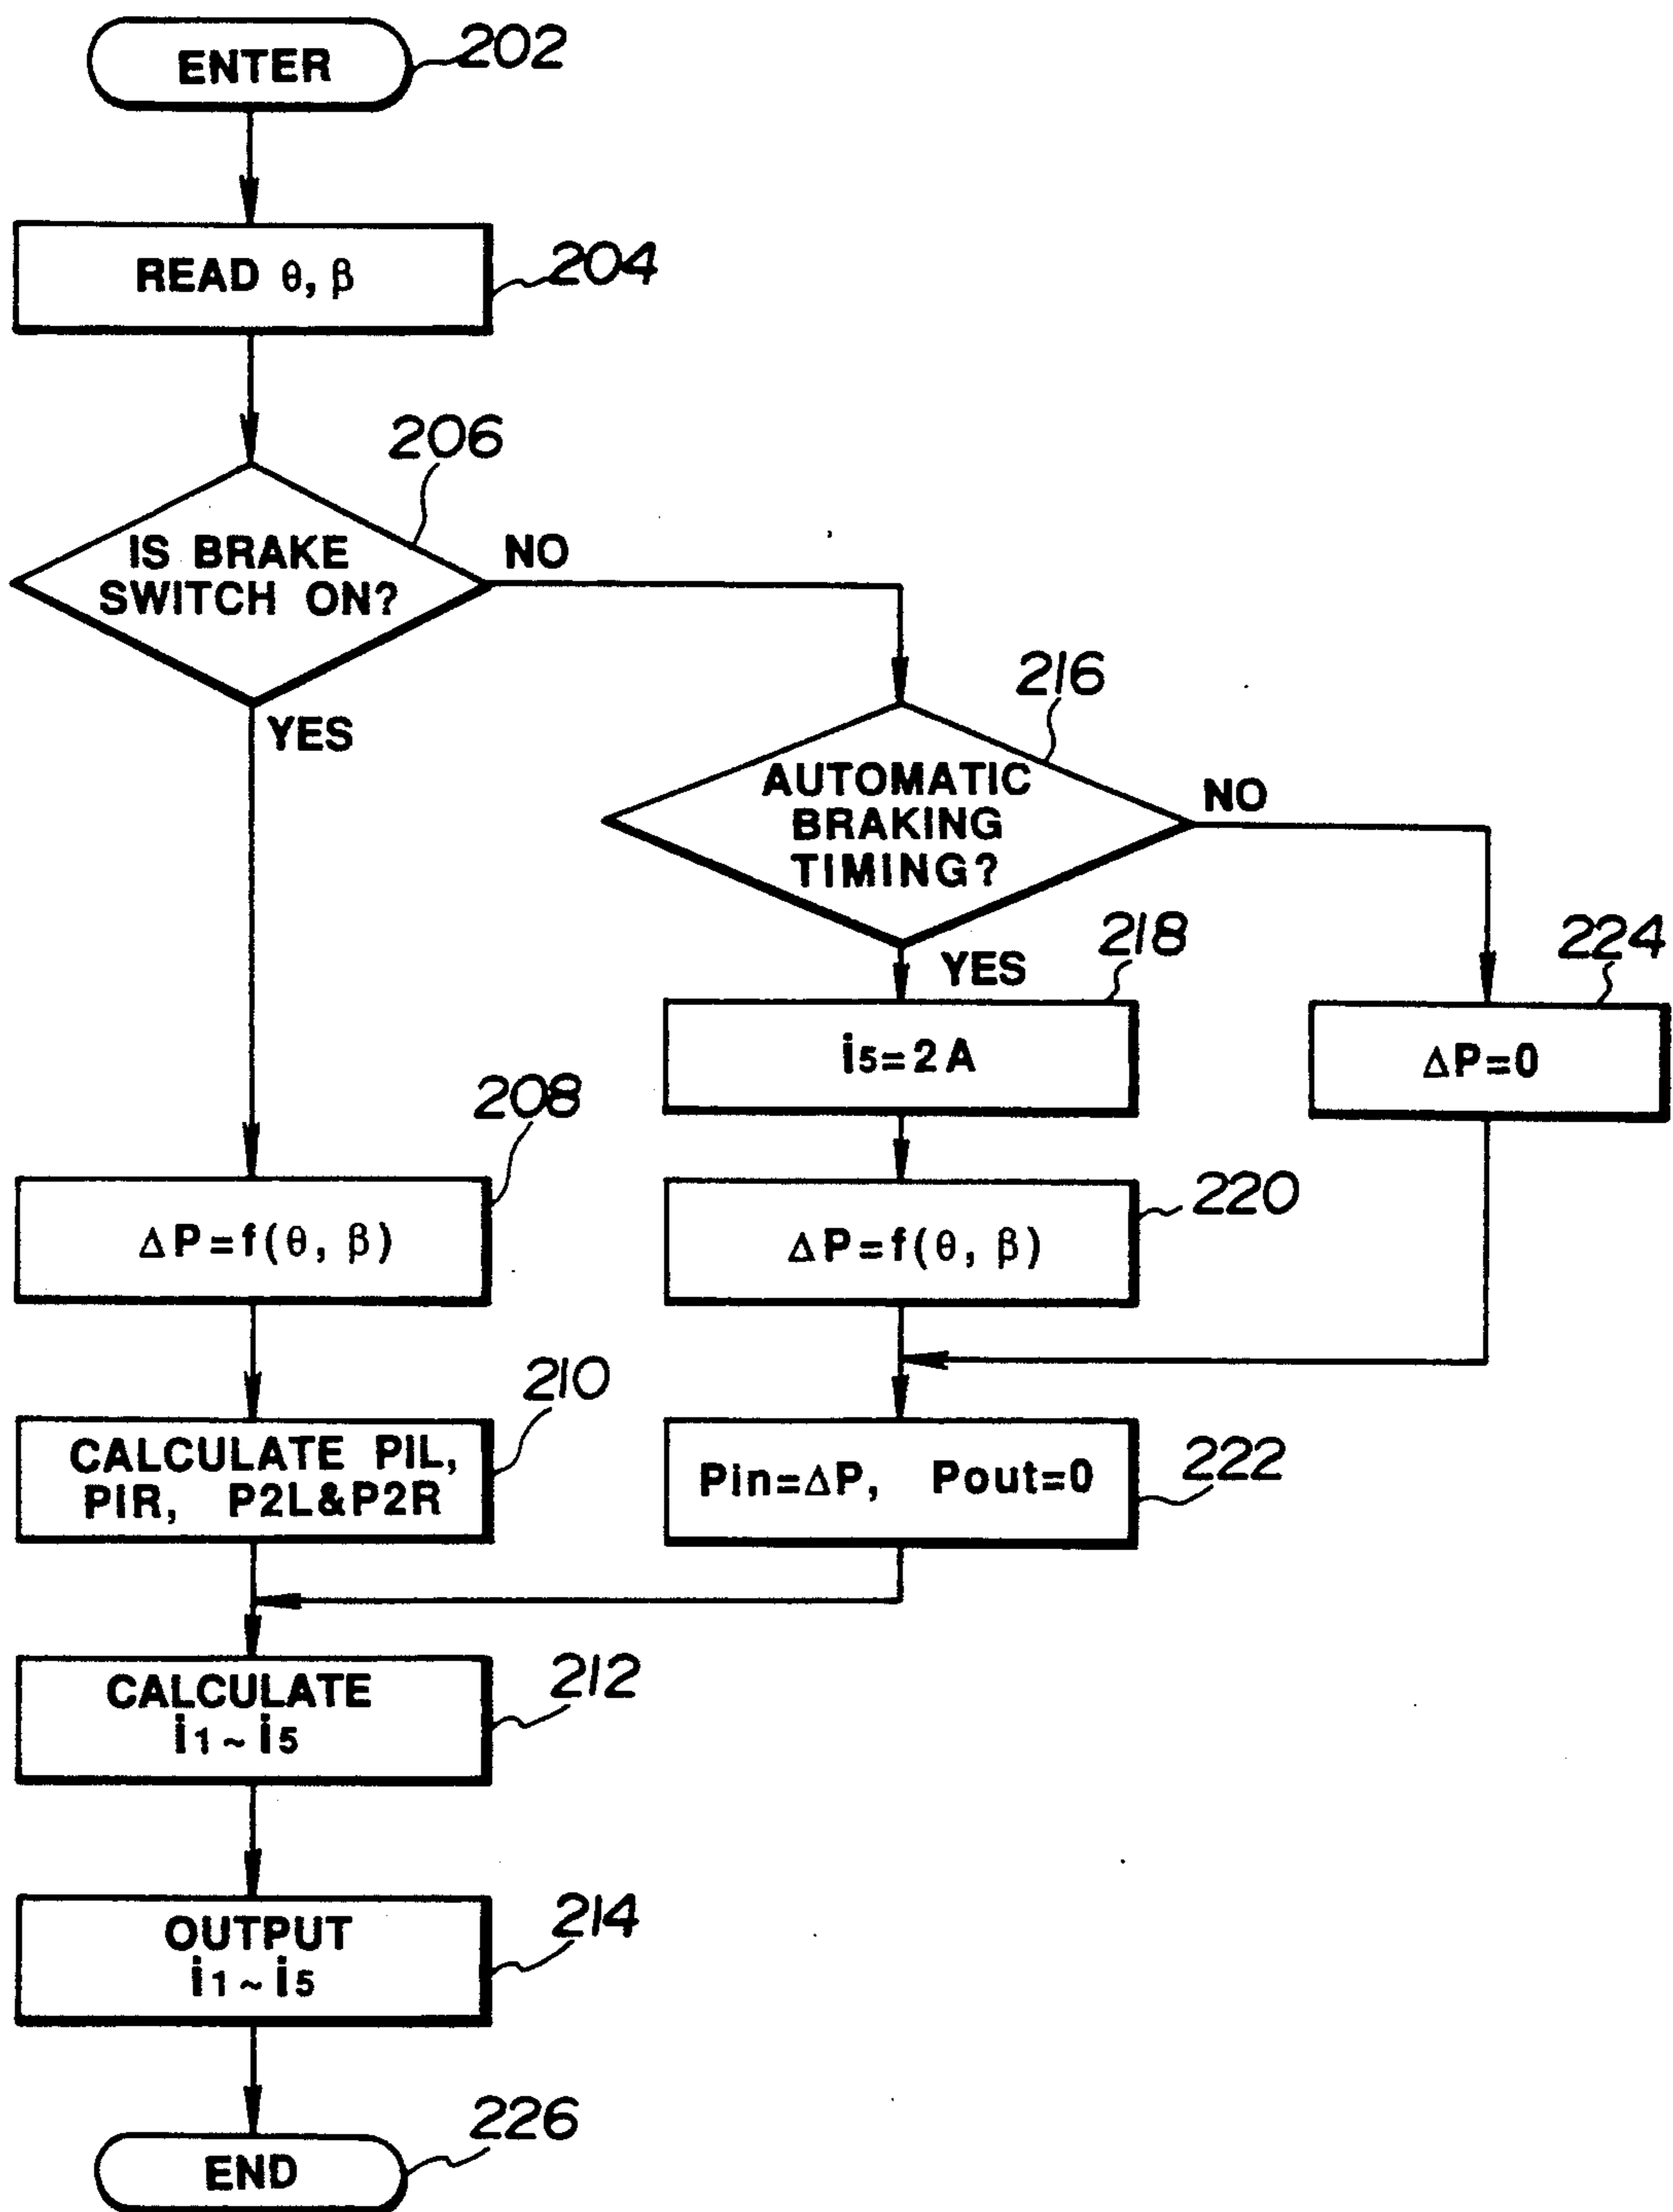 ENTER
202
READ θ, β
204
206
IS BRAKE
SWITCH ON?
NO
YES
216
AUTOMATIC
BRAKING
TIMING?
NO
YES
218
i5=2A
224
ΔP=0
208
ΔP=f(θ, β)
220
ΔP=f(θ, β)
210
CALCULATE PIL,
PIR, P2L&P2R
222
Pin=ΔP, Pout=0
212
CALCULATE
i1~i5
214
OUTPUT
i1~i5
226
END